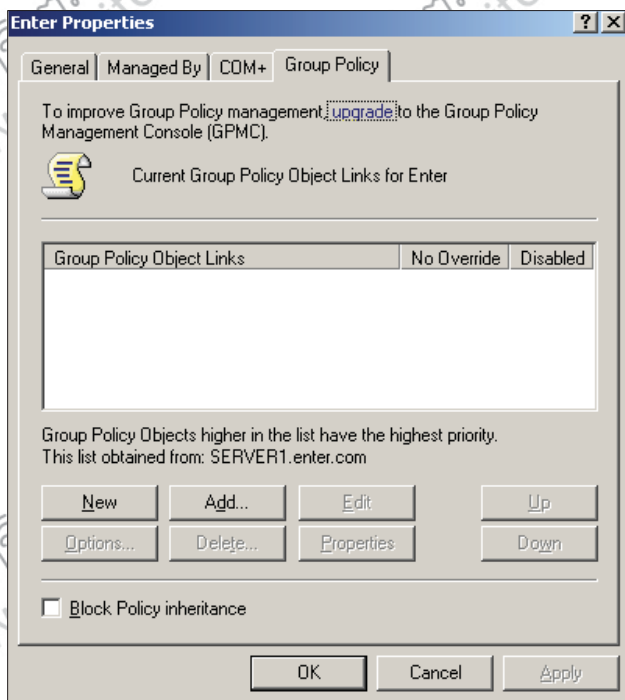 Enter Properties
General Managed By COM+ Group Policy
To improve Group Policy management, upgrade to the Group Policy
Management Console (GPMC).
Current Group Policy Object Links for Enter
Group Policy Object Links No Override Disabled
Group Policy Objects higher in the list have the highest priority.
This list obtained from: SERVER1.enter.com
New Add... Edit Up
Options... Delete... Properties Down
Block Policy inheritance
OK Cancel Apply